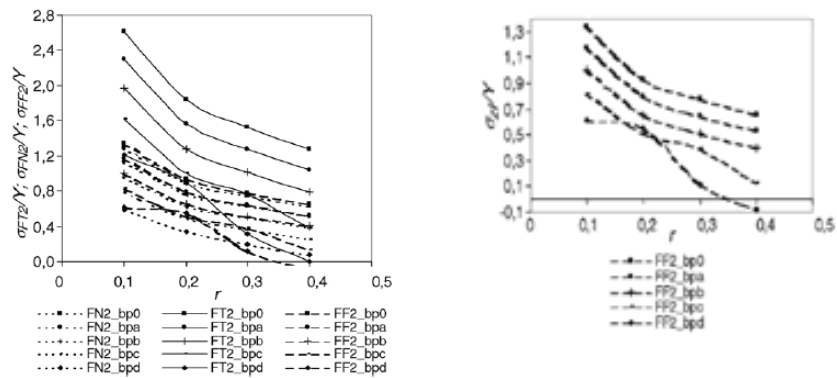 2,8
2,4
2,0
1,6
1,2
0,8
0,4
0,0
σFT2/Y; σFN2/Y; σFF2/Y
0 0,1 0,2 0,3 0,4 0,5
r
FN2_bp0 FT2_bp0 FF2_bp0
FN2_bpa FT2_bpa FF2_bpa
FN2_bpb FT2_bpb FF2_bpb
FN2_bpc FT2_bpc FF2_bpc
FN2_bpd FT2_bpd FF2_bpd
1,3
1,1
0,9
0,7
0,5
0,3
0,1
-0,1
0 0,1 0,2 0,3 0,4 0,5
r
FF2_bp0
FF2_bpa
FF2_bpb
FF2_bpc
FF2_bpd